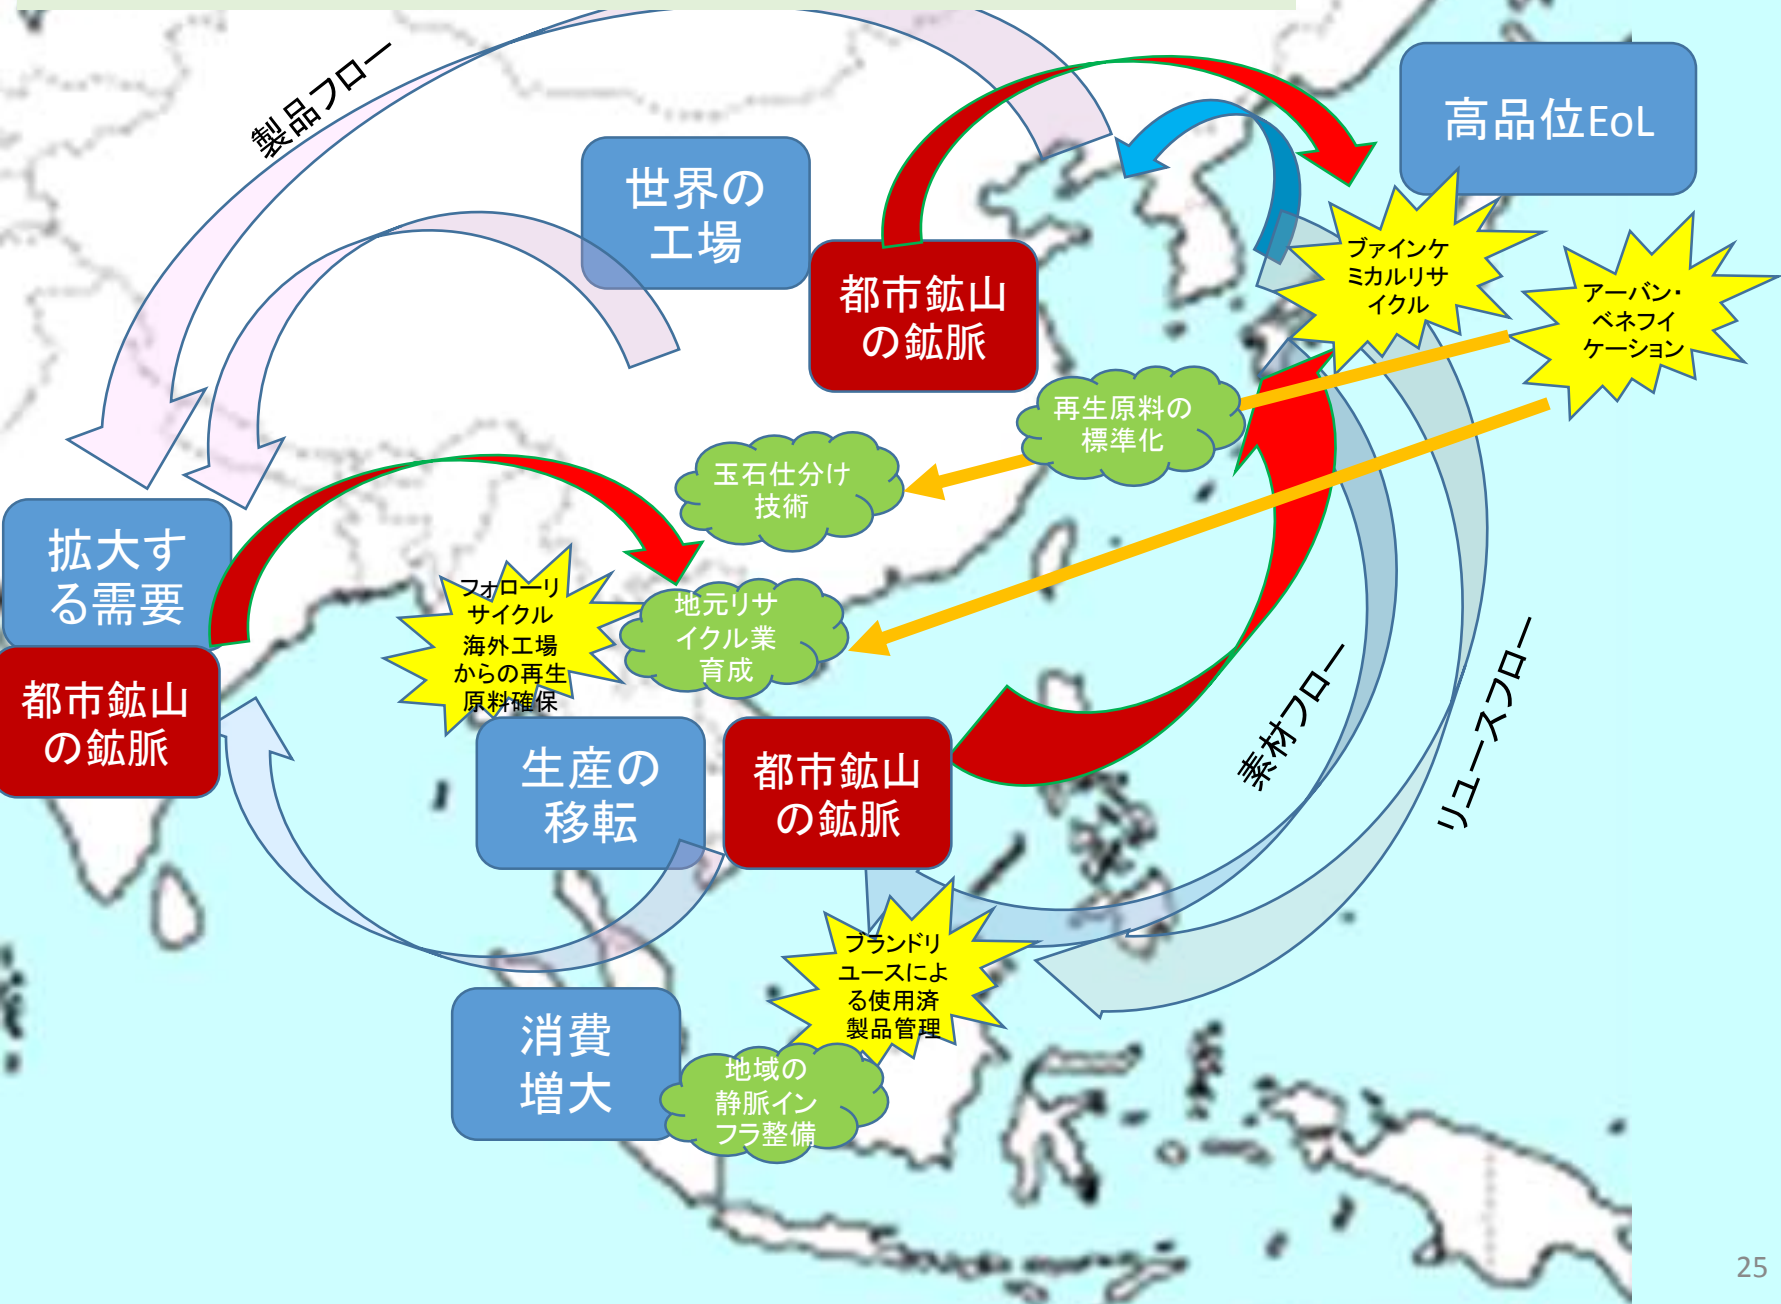 製品フロー
高品位EoL
世界の
工場
都市鉱山
の鉱脈
ブァインケ
ミカルリサ
イクル
アーバン・
ベネフイ
ケーション
再生原料の
標準化
玉石仕分け
技術
拡大す
る需要
都市鉱山
の鉱脈
フォローリ
サイクル
海外工場
からの再生
原料確保
地元リサ
イクル業
育成
生産の
移転
都市鉱山
の鉱脈
素材フロー
リユースフロー
ブランドリ
ユースによ
る使用済
製品管理
消費
増大
地域の
静脈イン
フラ整備
25